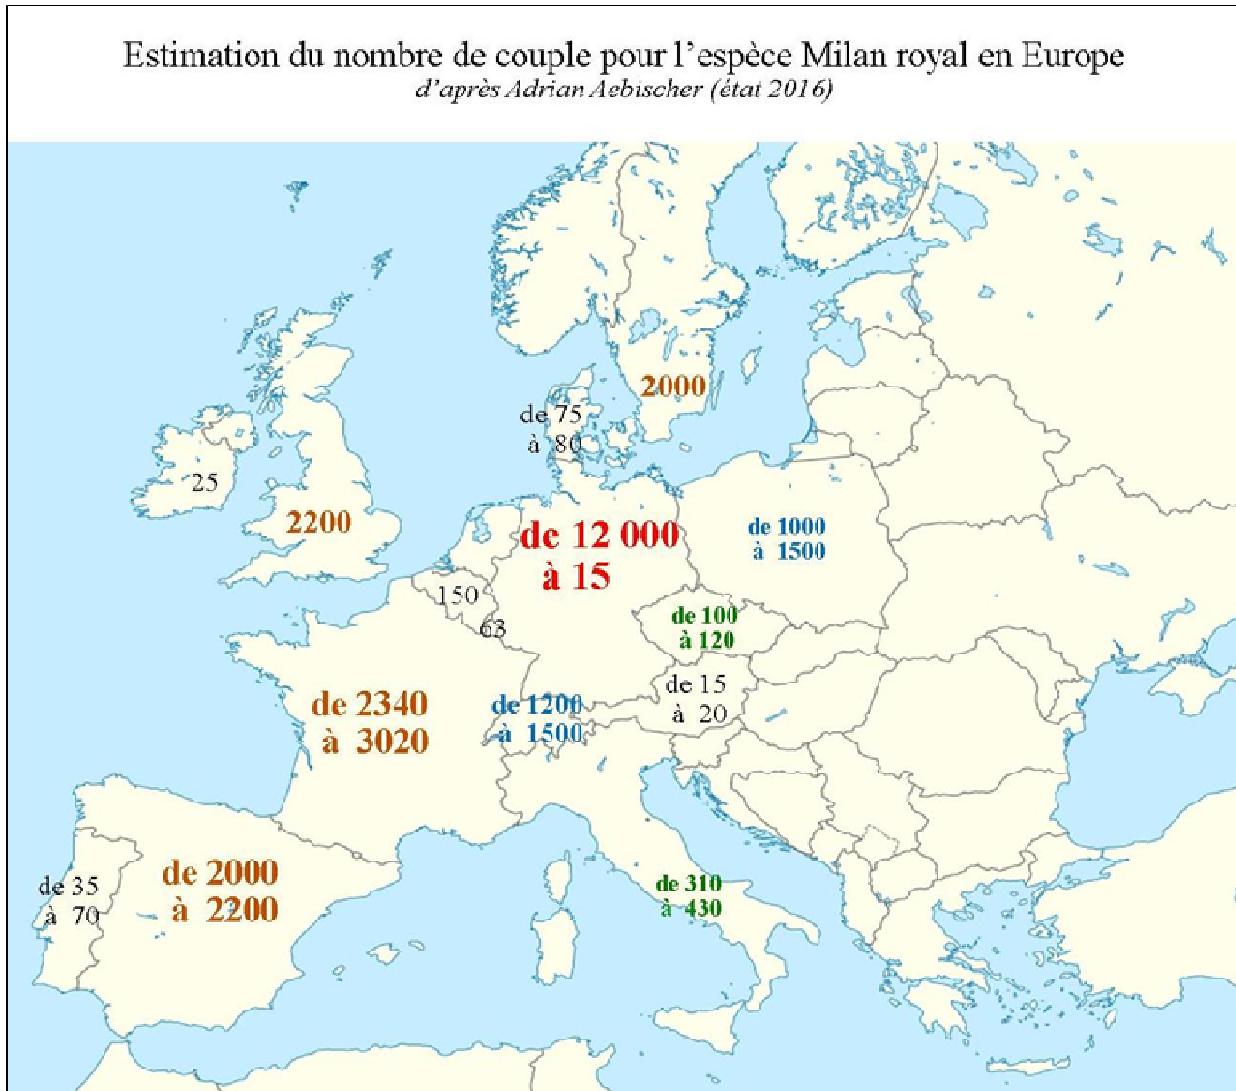 Estimation du nombre de couple pour l'espèce Milan royal en Europe
d'après Adrian Aebischer (état 2016)
2000
de 75
à 80
25
2200
de 12 000
à 15
de 1000
à 1500
150
63
de 100
à 120
de 15
à 20
de 2340
à 3020
de 1200
à 1500
de 2000
à 2200
de 35
à 70
de 310
à 430